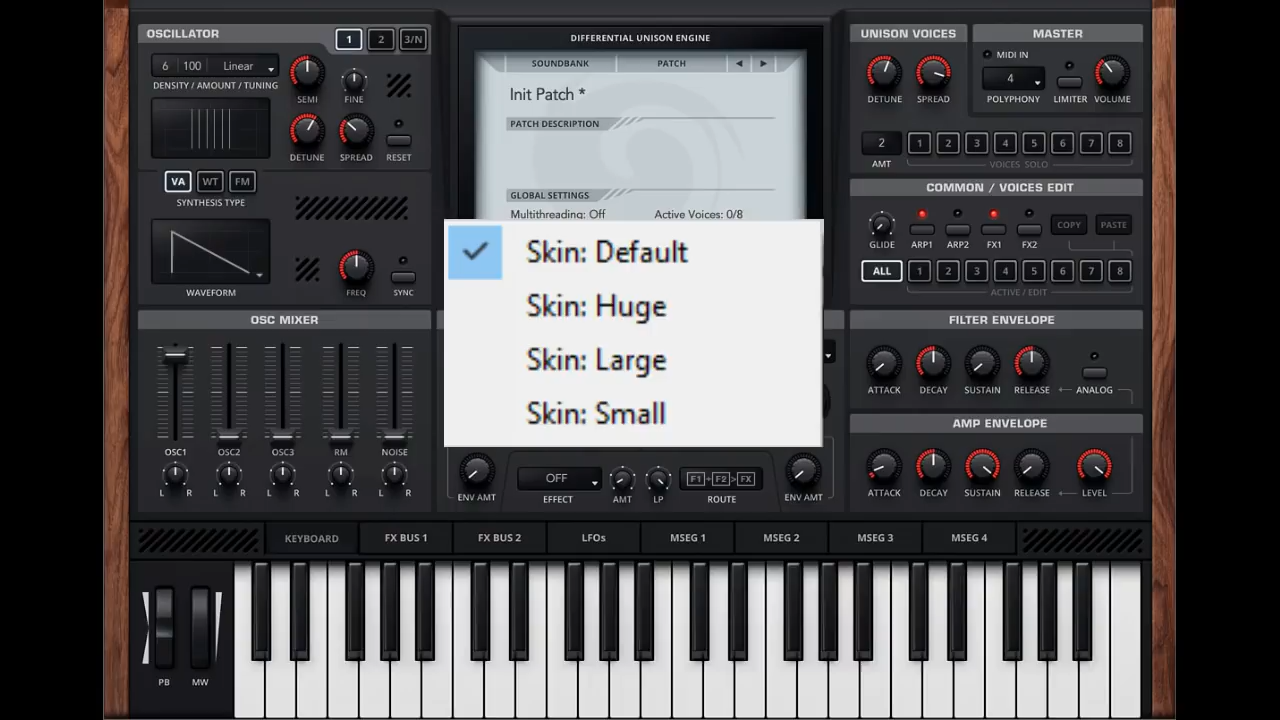 OSCILLATOR
1 2 3/N
6 100 Linear
DENSITY / AMOUNT / TUNING
SEMI
FINE
DETUNE
SPREAD
RESET
VA WT FM
SYNTHESIS TYPE
WAVEFORM
FREQ
SYNC
DIFFERENTIAL UNISON ENGINE
SOUNDBANK
PATCH
Init Patch *
PATCH DESCRIPTION
GLOBAL SETTINGS
Multithreading: Off
Active Voices: 0/8
Skin: Default
Skin: Huge
Skin: Large
Skin: Small
UNISON VOICES
DETUNE
SPREAD
MASTER
MIDI IN
4
POLYPHONY
LIMITER
VOLUME
2
AMT
1 2 3 4 5 6 7 8
VOICES SOLO
COMMON / VOICES EDIT
GLIDE
ARP1
ARP2
FX1
FX2
COPY
PASTE
ALL 1 2 3 4 5 6 7 8
ACTIVE / EDIT
OSC MIXER
OSC1
OSC2
OSC3
RM
NOISE
L R L R L R L R L R
ENV AMT
OFF
EFFECT
AMT
LP
F1 + F2 > FX
ROUTE
ENV AMT
FILTER ENVELOPE
ATTACK
DECAY
SUSTAIN
RELEASE
ANALOG
AMP ENVELOPE
ATTACK
DECAY
SUSTAIN
RELEASE
LEVEL
KEYBOARD
FX BUS 1
FX BUS 2
LFOs
MSEG 1
MSEG 2
MSEG 3
MSEG 4
PB
MW